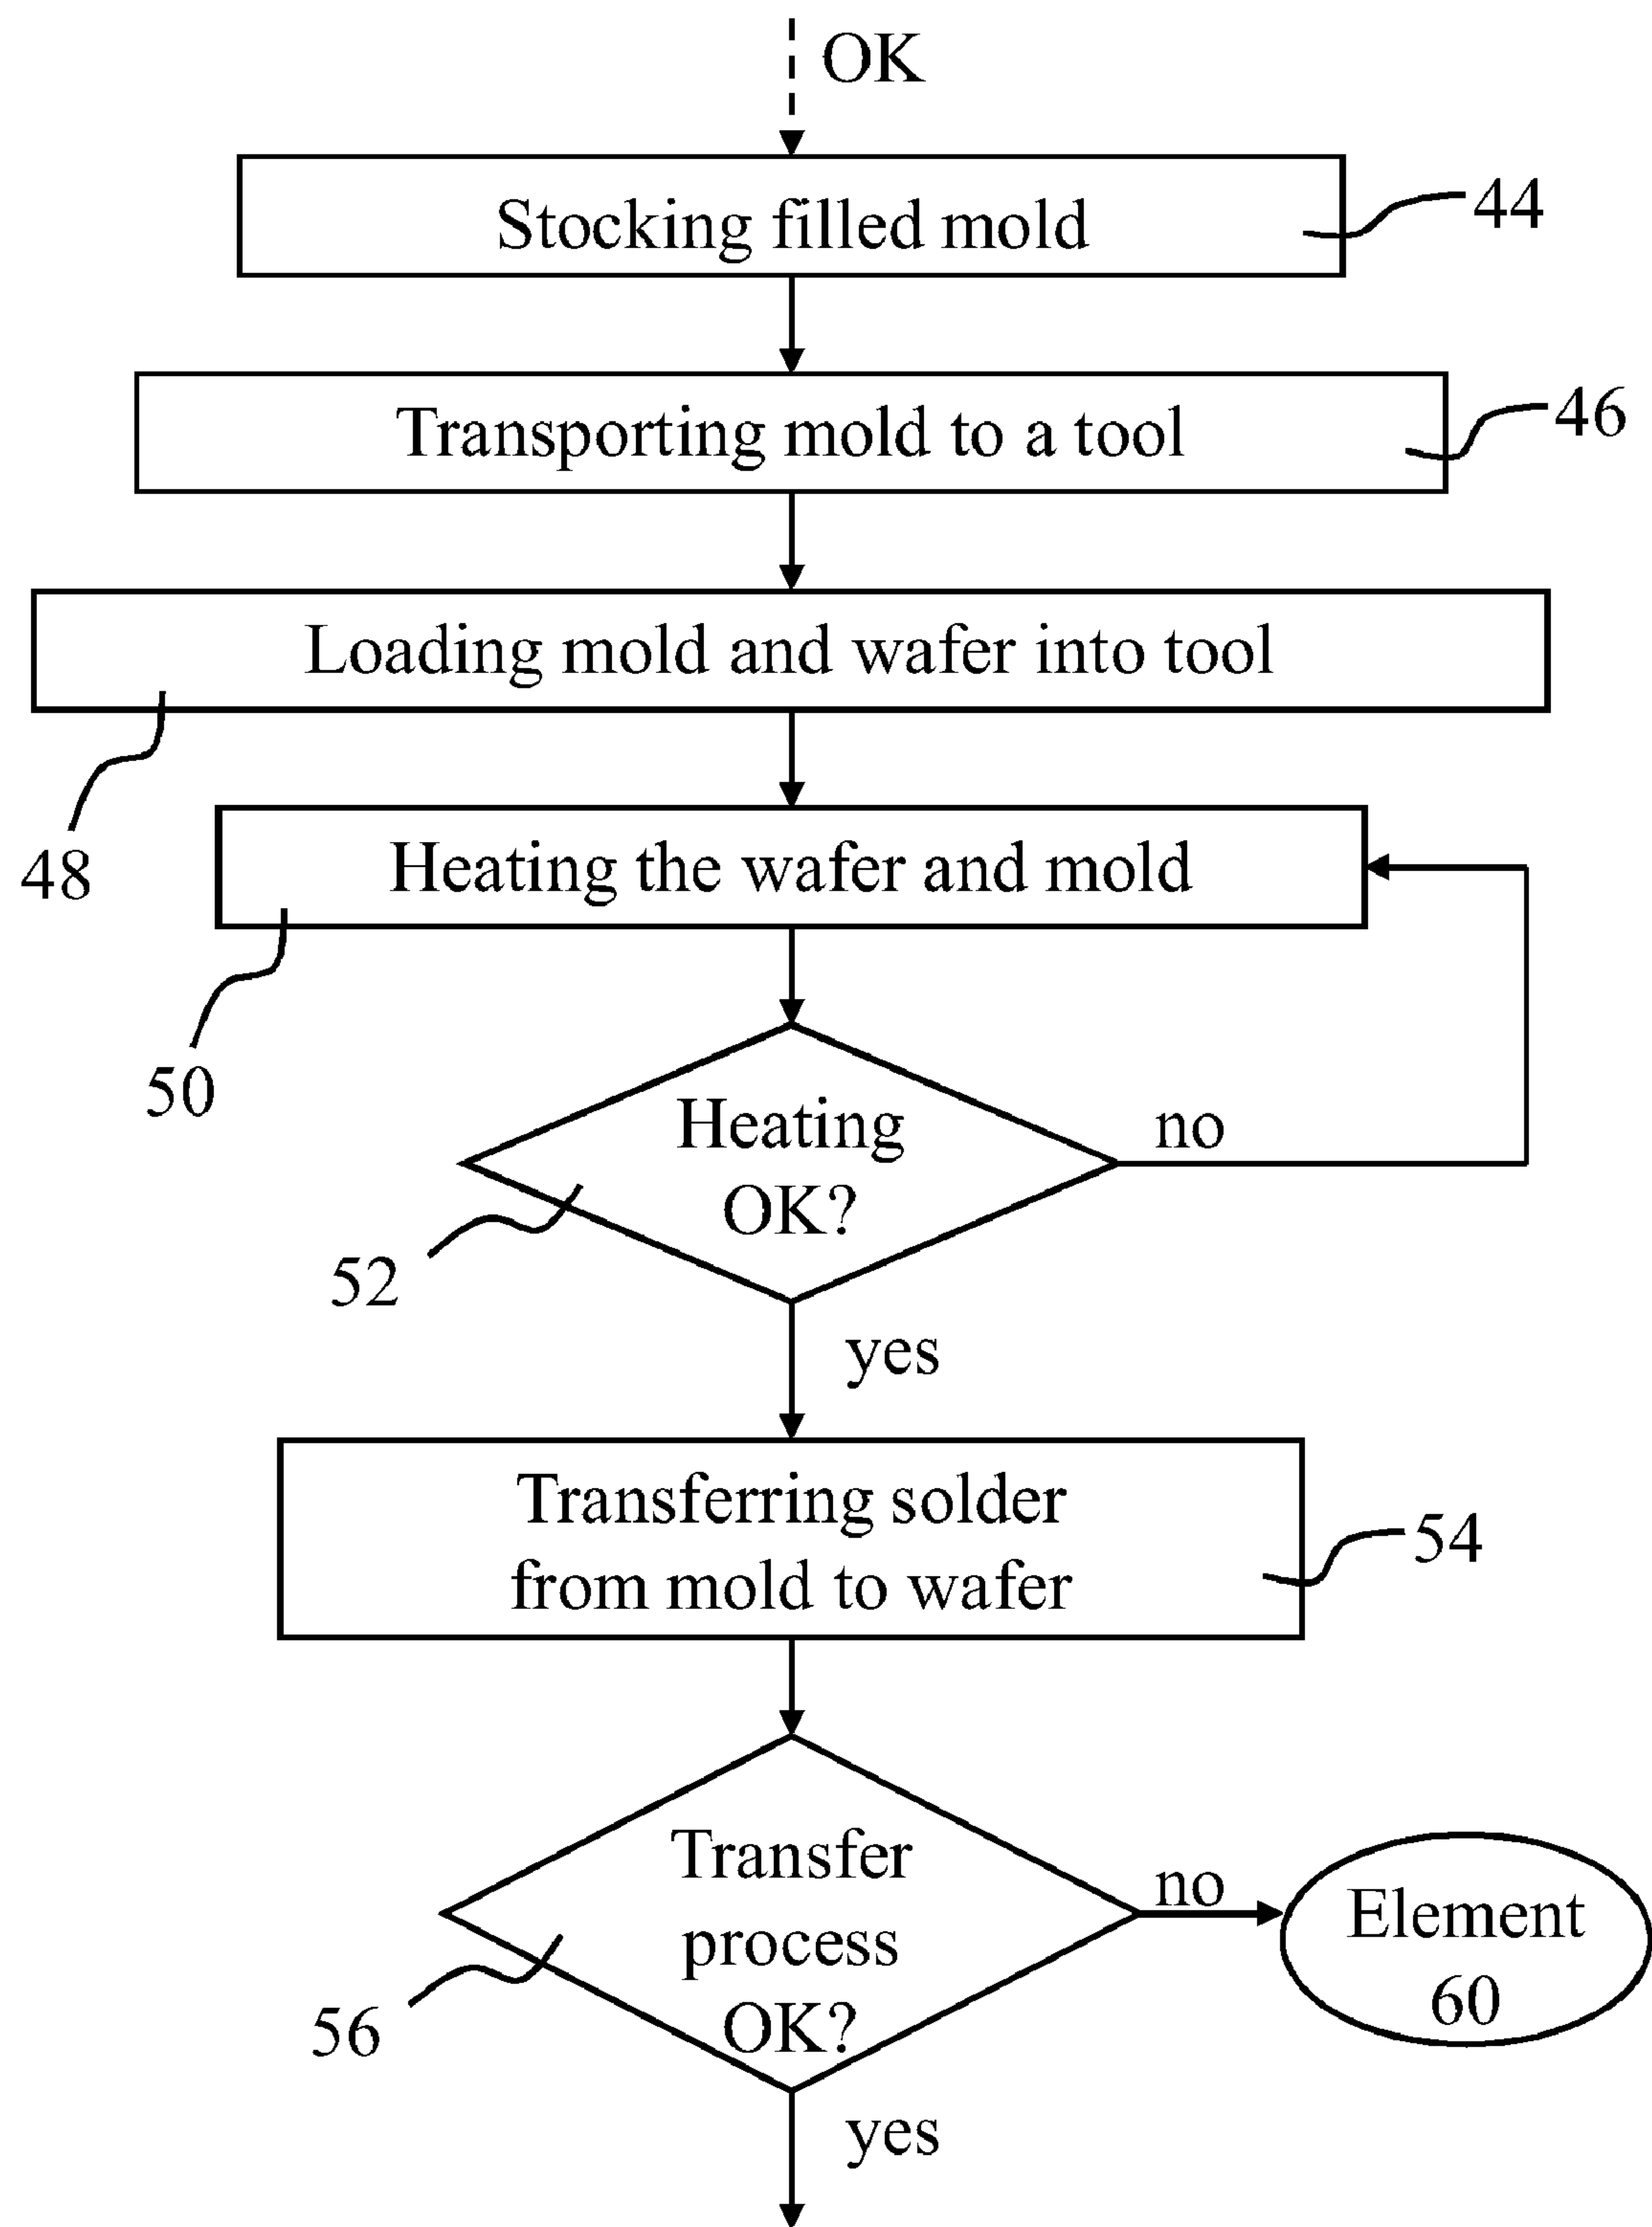 OK
Stocking filled mold
44
Transporting mold to a tool
46
Loading mold and wafer into tool
48
Heating the wafer and mold
50
Heating
OK?
no
52
yes
Transferring solder
from mold to wafer
54
Transfer
process
OK?
no
Element
60
56
yes